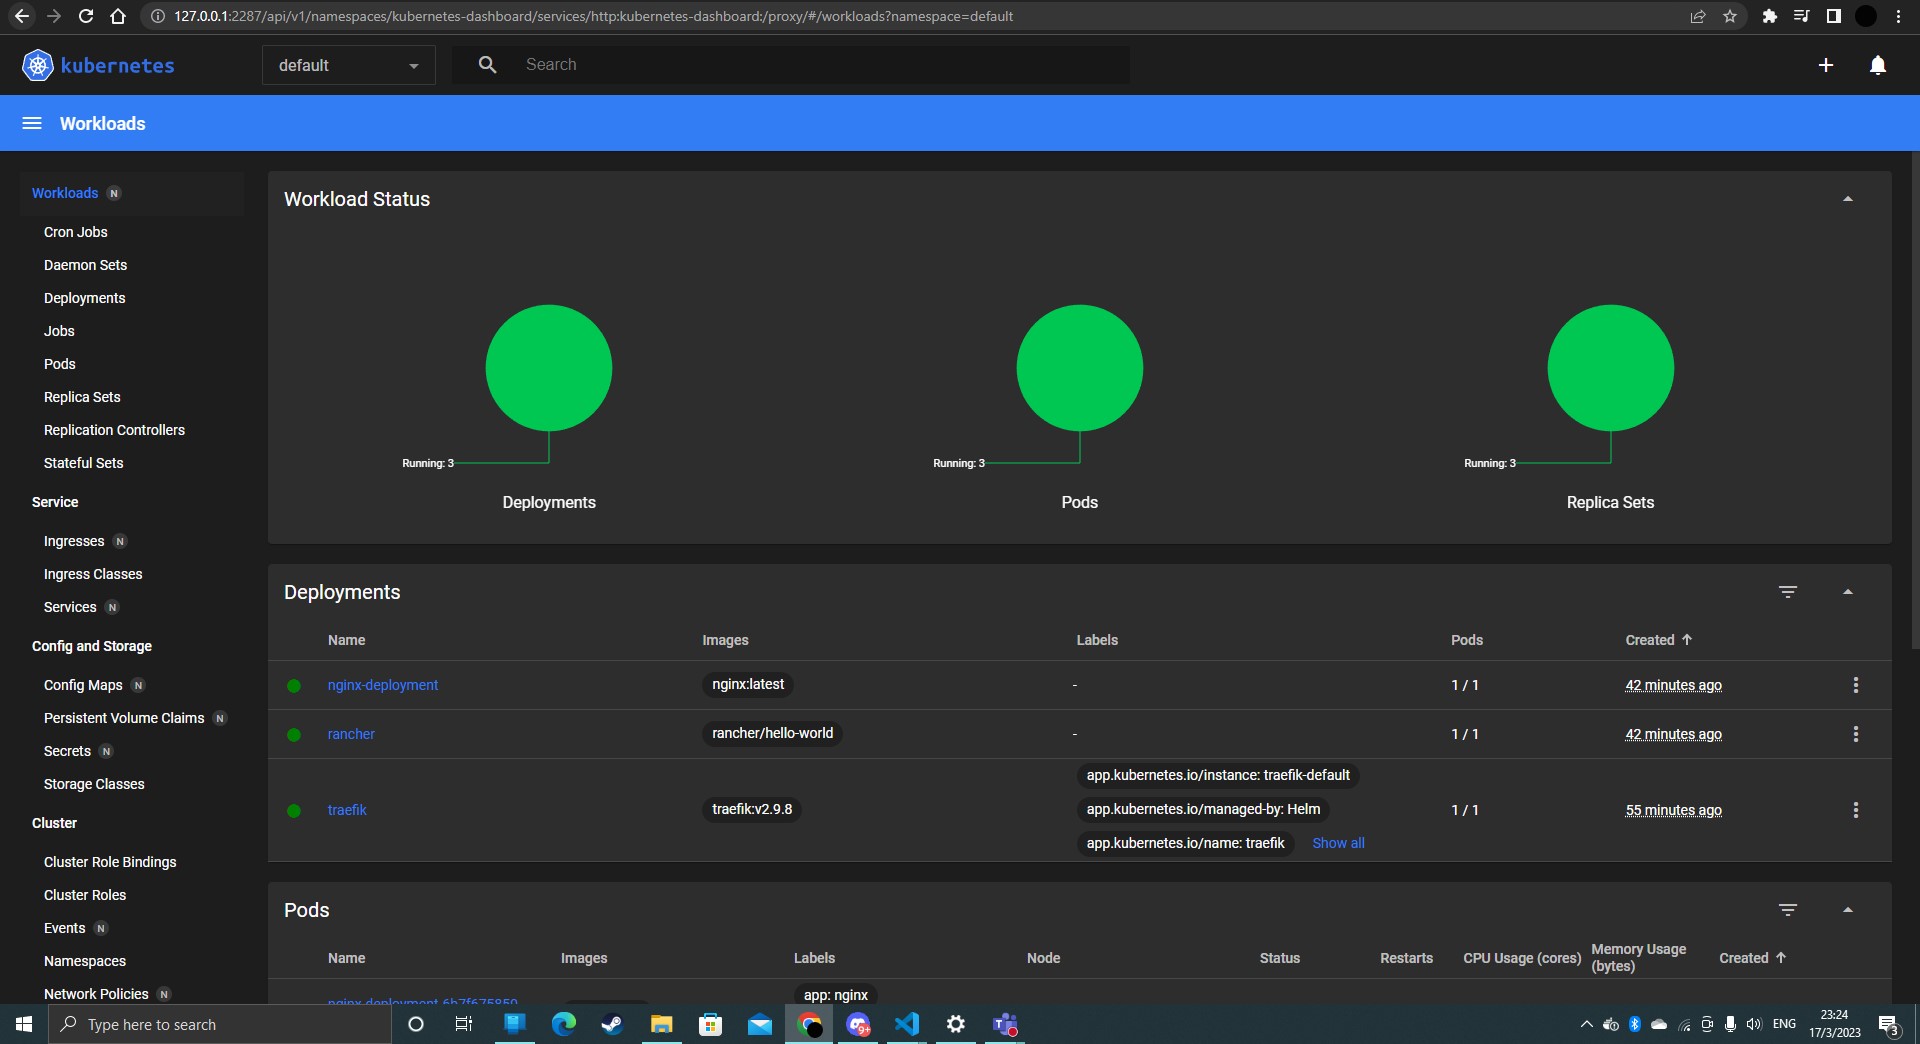 127.0.0.1:2287/api/v1/namespaces/kubernetes-dashboard/services/http:kubernetes-dashboard:/proxy/#/workloads?namespace=default
kubernetes
default
Search
Workloads
Workloads N
Cron Jobs
Daemon Sets
Deployments
Jobs
Pods
Replica Sets
Replication Controllers
Stateful Sets
Service
Ingresses N
Ingress Classes
Services N
Config and Storage
Config Maps N
Persistent Volume Claims N
Secrets N
Storage Classes
Cluster
Cluster Role Bindings
Cluster Roles
Events N
Namespaces
Network Policies N
Workload Status
Running: 3
Deployments
Running: 3
Pods
Running: 3
Replica Sets
Deployments
Name Images Labels Pods Created
nginx-deployment nginx:latest - 1 / 1 42 minutes ago
rancher rancher/hello-world - 1 / 1 42 minutes ago
traefik traefik:v2.9.8 app.kubernetes.io/instance: traefik-default 1 / 1 55 minutes ago
app.kubernetes.io/managed-by: Helm
app.kubernetes.io/name: traefik Show all
Pods
Name Images Labels Node Status Restarts CPU Usage (cores) Memory Usage (bytes) Created
app: nginx
Type here to search
9+
ENG
23:24
17/3/2023
3